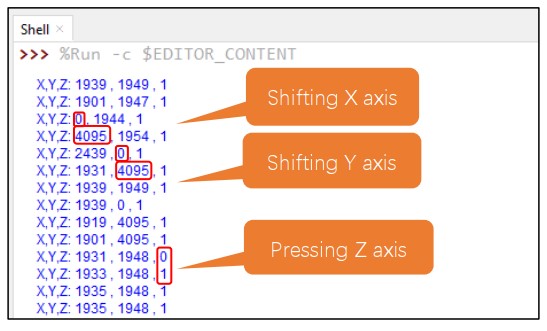 Shell ×
>>> %Run -c $EDITOR_CONTENT
X,Y,Z: 1939 , 1949 , 1
X,Y,Z: 1901 , 1947 , 1
X,Y,Z: 0 , 1944 , 1
X,Y,Z: 4095 , 1954 , 1
X,Y,Z: 2439 , 0 , 1
X,Y,Z: 1931 , 4095 , 1
X,Y,Z: 1939 , 1949 , 1
X,Y,Z: 1939 , 0 , 1
X,Y,Z: 1919 , 4095 , 1
X,Y,Z: 1901 , 4095 , 1
X,Y,Z: 1931 , 1948 , 0
X,Y,Z: 1933 , 1948 , 1
X,Y,Z: 1935 , 1948 , 1
X,Y,Z: 1935 , 1948 , 1
Shifting X axis
Shifting Y axis
Pressing Z axis